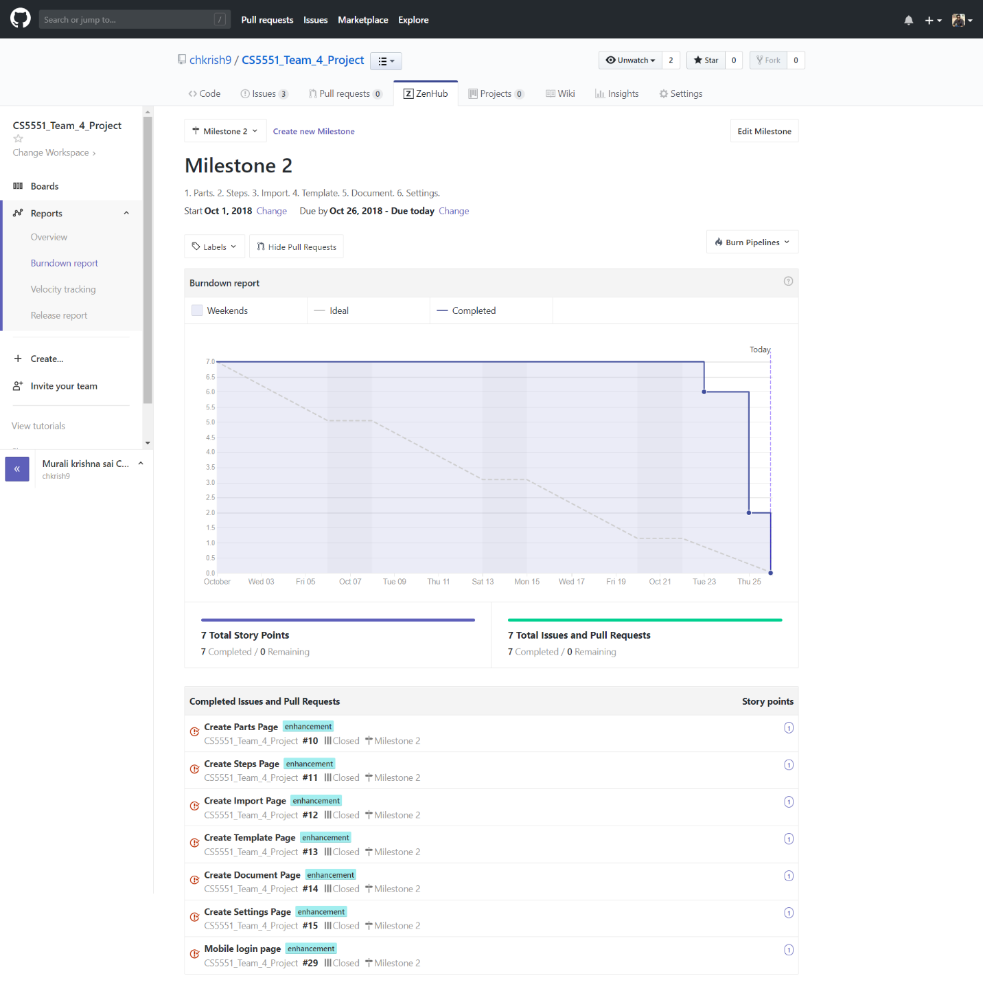 Search or jump to... /
Pull requests Issues Marketplace Explore
chkrish9 / CS5551_Team_4_Project
Unwatch 2 Star 0 Fork 0
Code Issues 3 Pull requests 0 ZenHub Projects 0 Wiki Insights Settings
CS5551_Team_4_Project
Change Workspace ›
Boards
Reports
Overview
Burndown report
Velocity tracking
Release report
Create...
Invite your team
View tutorials
«
Murali krishna sai C...
chkrish9
Milestone 2 Create new Milestone Edit Milestone
Milestone 2
1. Parts. 2. Steps. 3. Import. 4. Template. 5. Document. 6. Settings.
Start Oct 1, 2018 Change Due by Oct 26, 2018 - Due today Change
Labels Hide Pull Requests Burn Pipelines
Burndown report ?
Weekends Ideal Completed
Today
7.0
6.5
6.0
5.5
5.0
4.5
4.0
3.5
3.0
2.5
2.0
1.5
1.0
0.5
0.0
October Wed 03 Fri 05 Oct 07 Tue 09 Thu 11 Sat 13 Mon 15 Wed 17 Fri 19 Oct 21 Tue 23 Thu 25
7 Total Story Points
7 Completed / 0 Remaining
7 Total Issues and Pull Requests
7 Completed / 0 Remaining
Completed Issues and Pull Requests Story points
Create Parts Page enhancement 1
CS5551_Team_4_Project #10 Closed Milestone 2
Create Steps Page enhancement 1
CS5551_Team_4_Project #11 Closed Milestone 2
Create Import Page enhancement 1
CS5551_Team_4_Project #12 Closed Milestone 2
Create Template Page enhancement 1
CS5551_Team_4_Project #13 Closed Milestone 2
Create Document Page enhancement 1
CS5551_Team_4_Project #14 Closed Milestone 2
Create Settings Page enhancement 1
CS5551_Team_4_Project #15 Closed Milestone 2
Mobile login page enhancement 1
CS5551_Team_4_Project #29 Closed Milestone 2